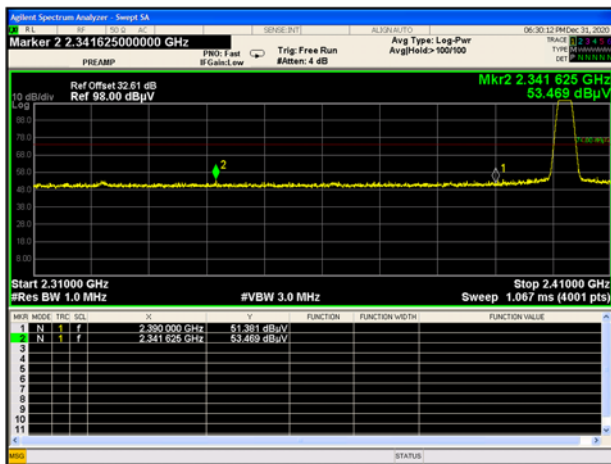 Agilent Spectrum Analyzer - Swept SA
RL RF 50 Ω AC SENSE:INT ALIGNAUTO 06:30:12 PM Dec 31, 2020
Marker 2 2.341625000000 GHz
PREAMP
PNO: Fast
IFGain:Low
Trig: Free Run
#Atten: 4 dB
Avg Type: Log-Pwr
Avg|Hold:>100/100
TRACE 1 2 3 4 5 6
TYPE
DET P N N N N N
Mkr2 2.341 625 GHz
53.469 dBµV
Ref Offset 32.61 dB
10 dB/div Ref 98.00 dBµV
Log
88.0
78.0
68.0
58.0
48.0
38.0
28.0
18.0
8.00
2
1
Start 2.31000 GHz Stop 2.41000 GHz
#Res BW 1.0 MHz #VBW 3.0 MHz Sweep 1.067 ms (4001 pts)
MKR MODE TRC SCL X Y FUNCTION FUNCTION WIDTH FUNCTION VALUE
1 N 1 f 2.390 000 GHz 51.381 dBµV
2 N 1 f 2.341 625 GHz 53.469 dBµV
3
4
5
6
7
8
9
10
11
MSG STATUS